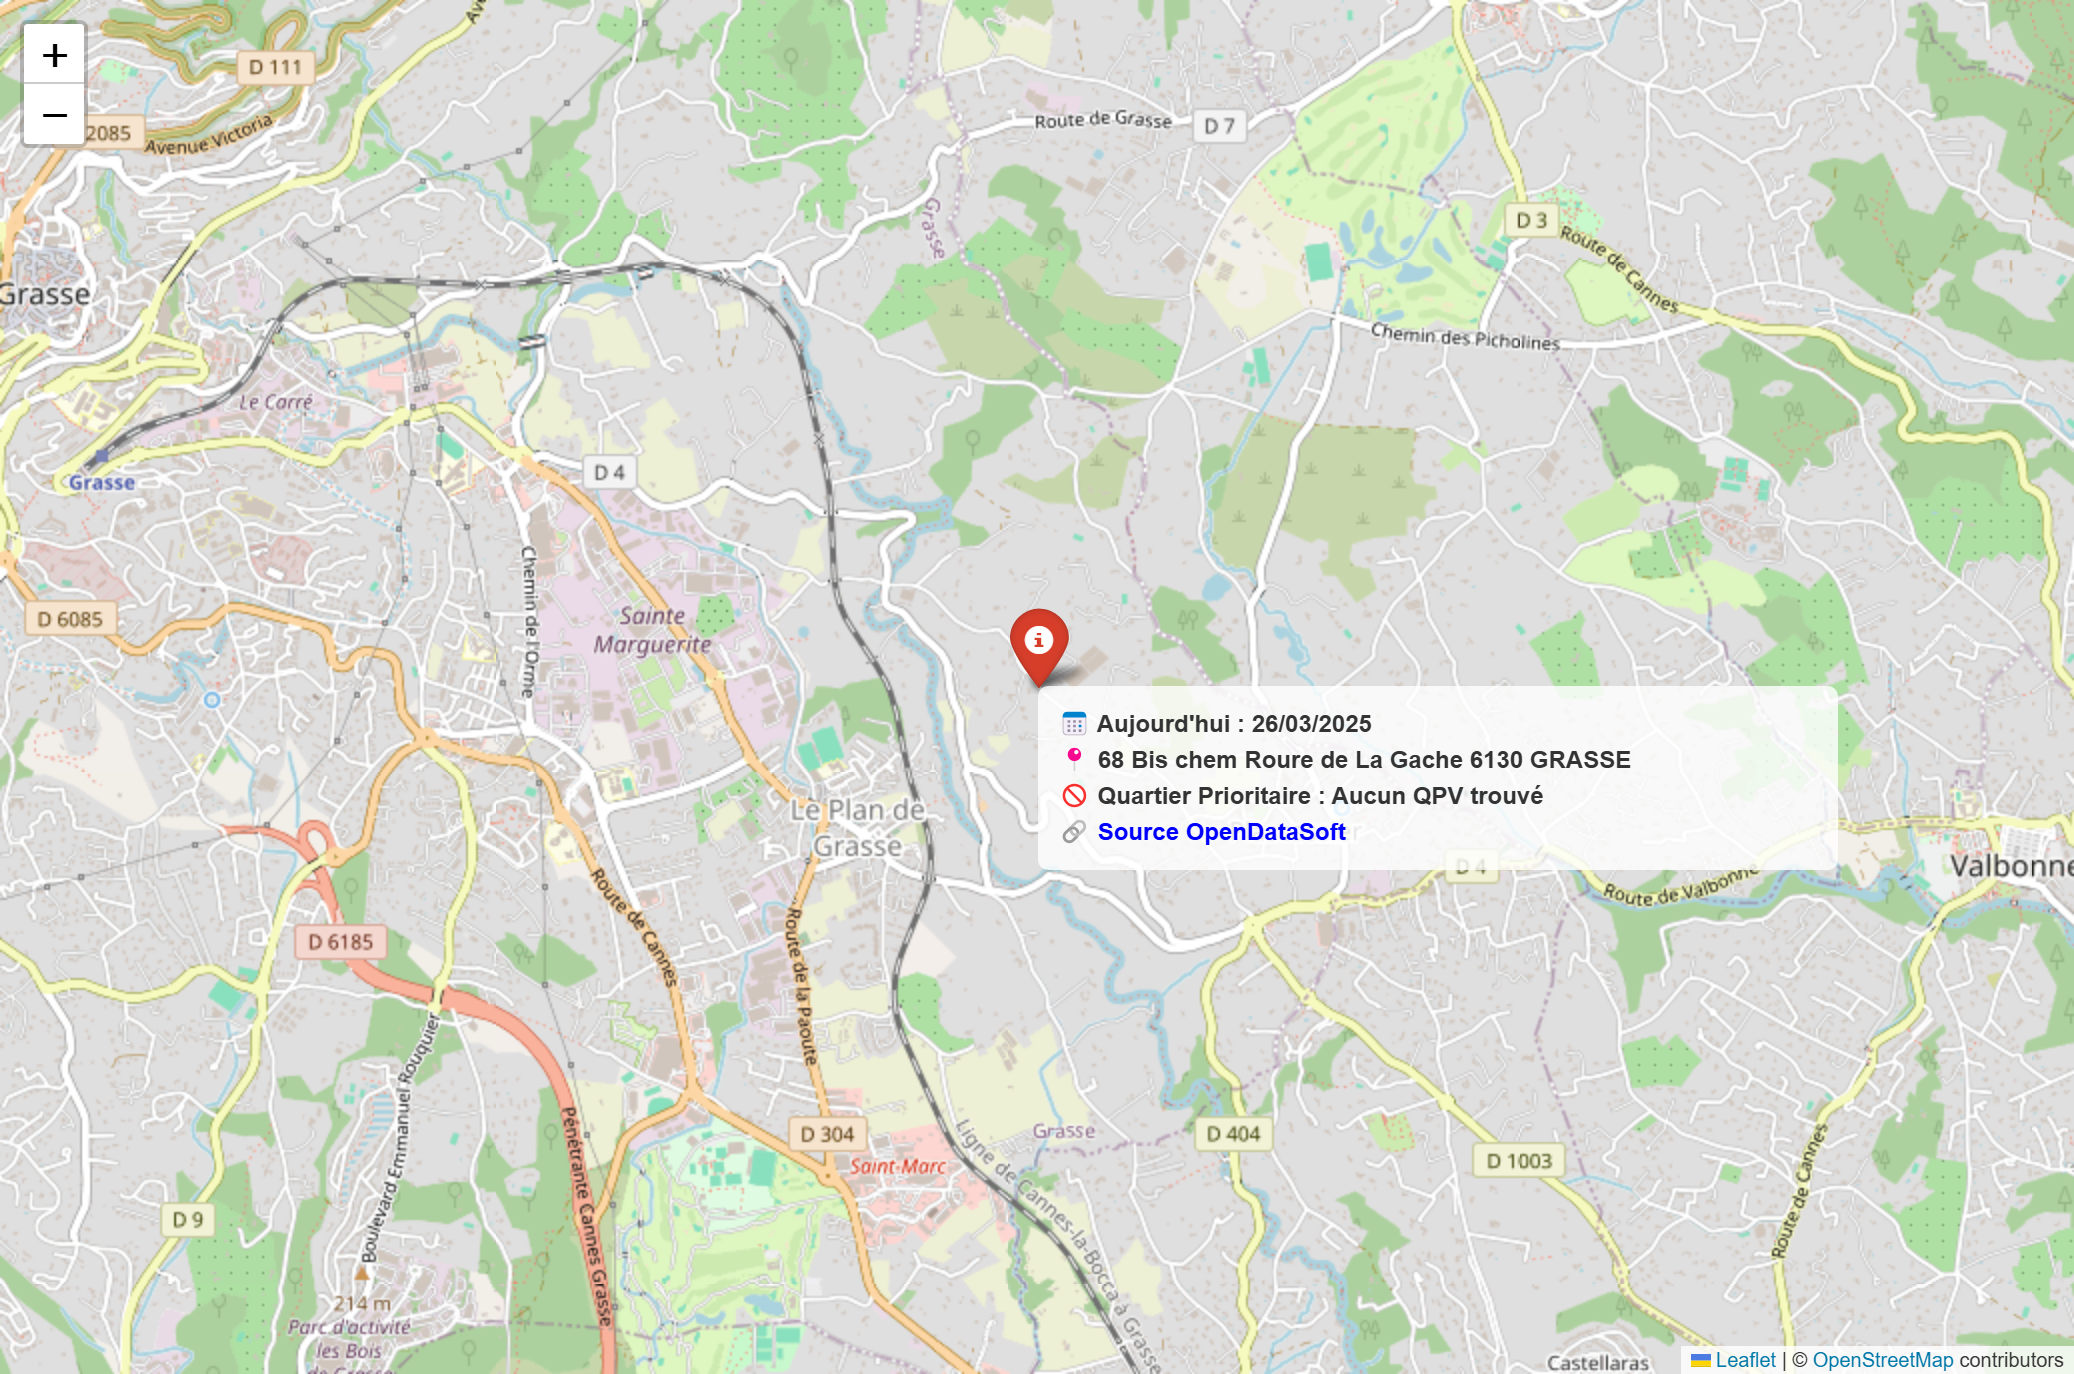 +
−
D 111
2085
Avenue Victoria
Route de Grasse
D 7
Grasse
D 3
Route de Cannes
Grasse
Chemin des Picholines
Le Carré
Grasse
D 4
Chemin de l'Orme
Sainte
Marguerite
D 6085
Aujourd'hui : 26/03/2025
68 Bis chem Roure de La Gache 6130 GRASSE
Quartier Prioritaire : Aucun QPV trouvé
Source OpenDataSoft
Le Plan de
Grasse
D 4
Valbonne
Route de Valbonne
Route de Cannes
D 6185
Route de la Paoute
Boulevard Emmanuel Rouquier
Pénétrante Cannes Grasse
D 304
Saint-Marc
Ligne de Cannes-la-Bocca à Grasse
Grasse
D 404
D 1003
Route de Cannes
D 9
214 m
Parc d'activité
les Bois
de Grasse
Castellaras
Leaflet | © OpenStreetMap contributors